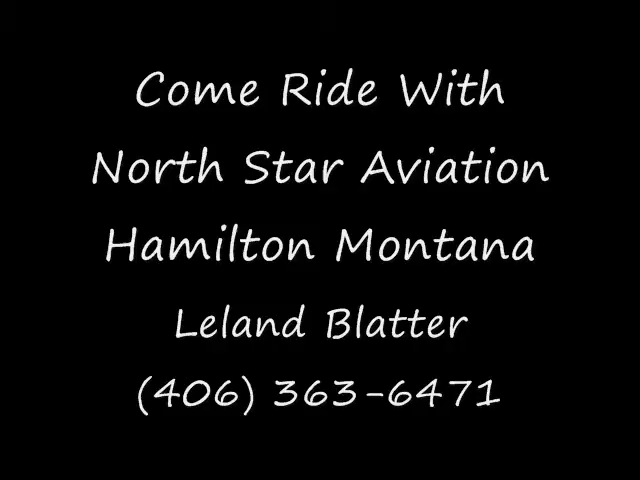 Come Ride With
North Star Aviation
Hamilton Montana
Leland Blatter
(406) 363-6471